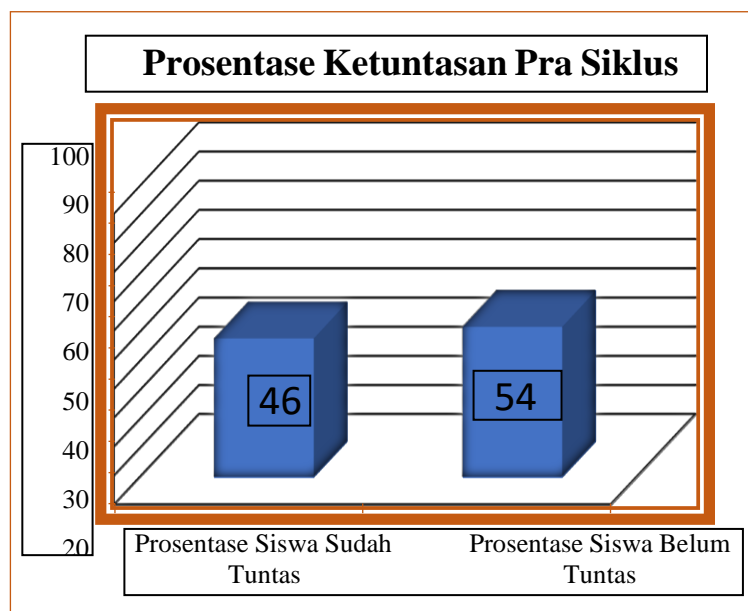 Prosentase Ketuntasan Pra Siklus
100
90
80
70
60
50
40
30
20
46
54
Prosentase Siswa Sudah
Tuntas
Prosentase Siswa Belum
Tuntas